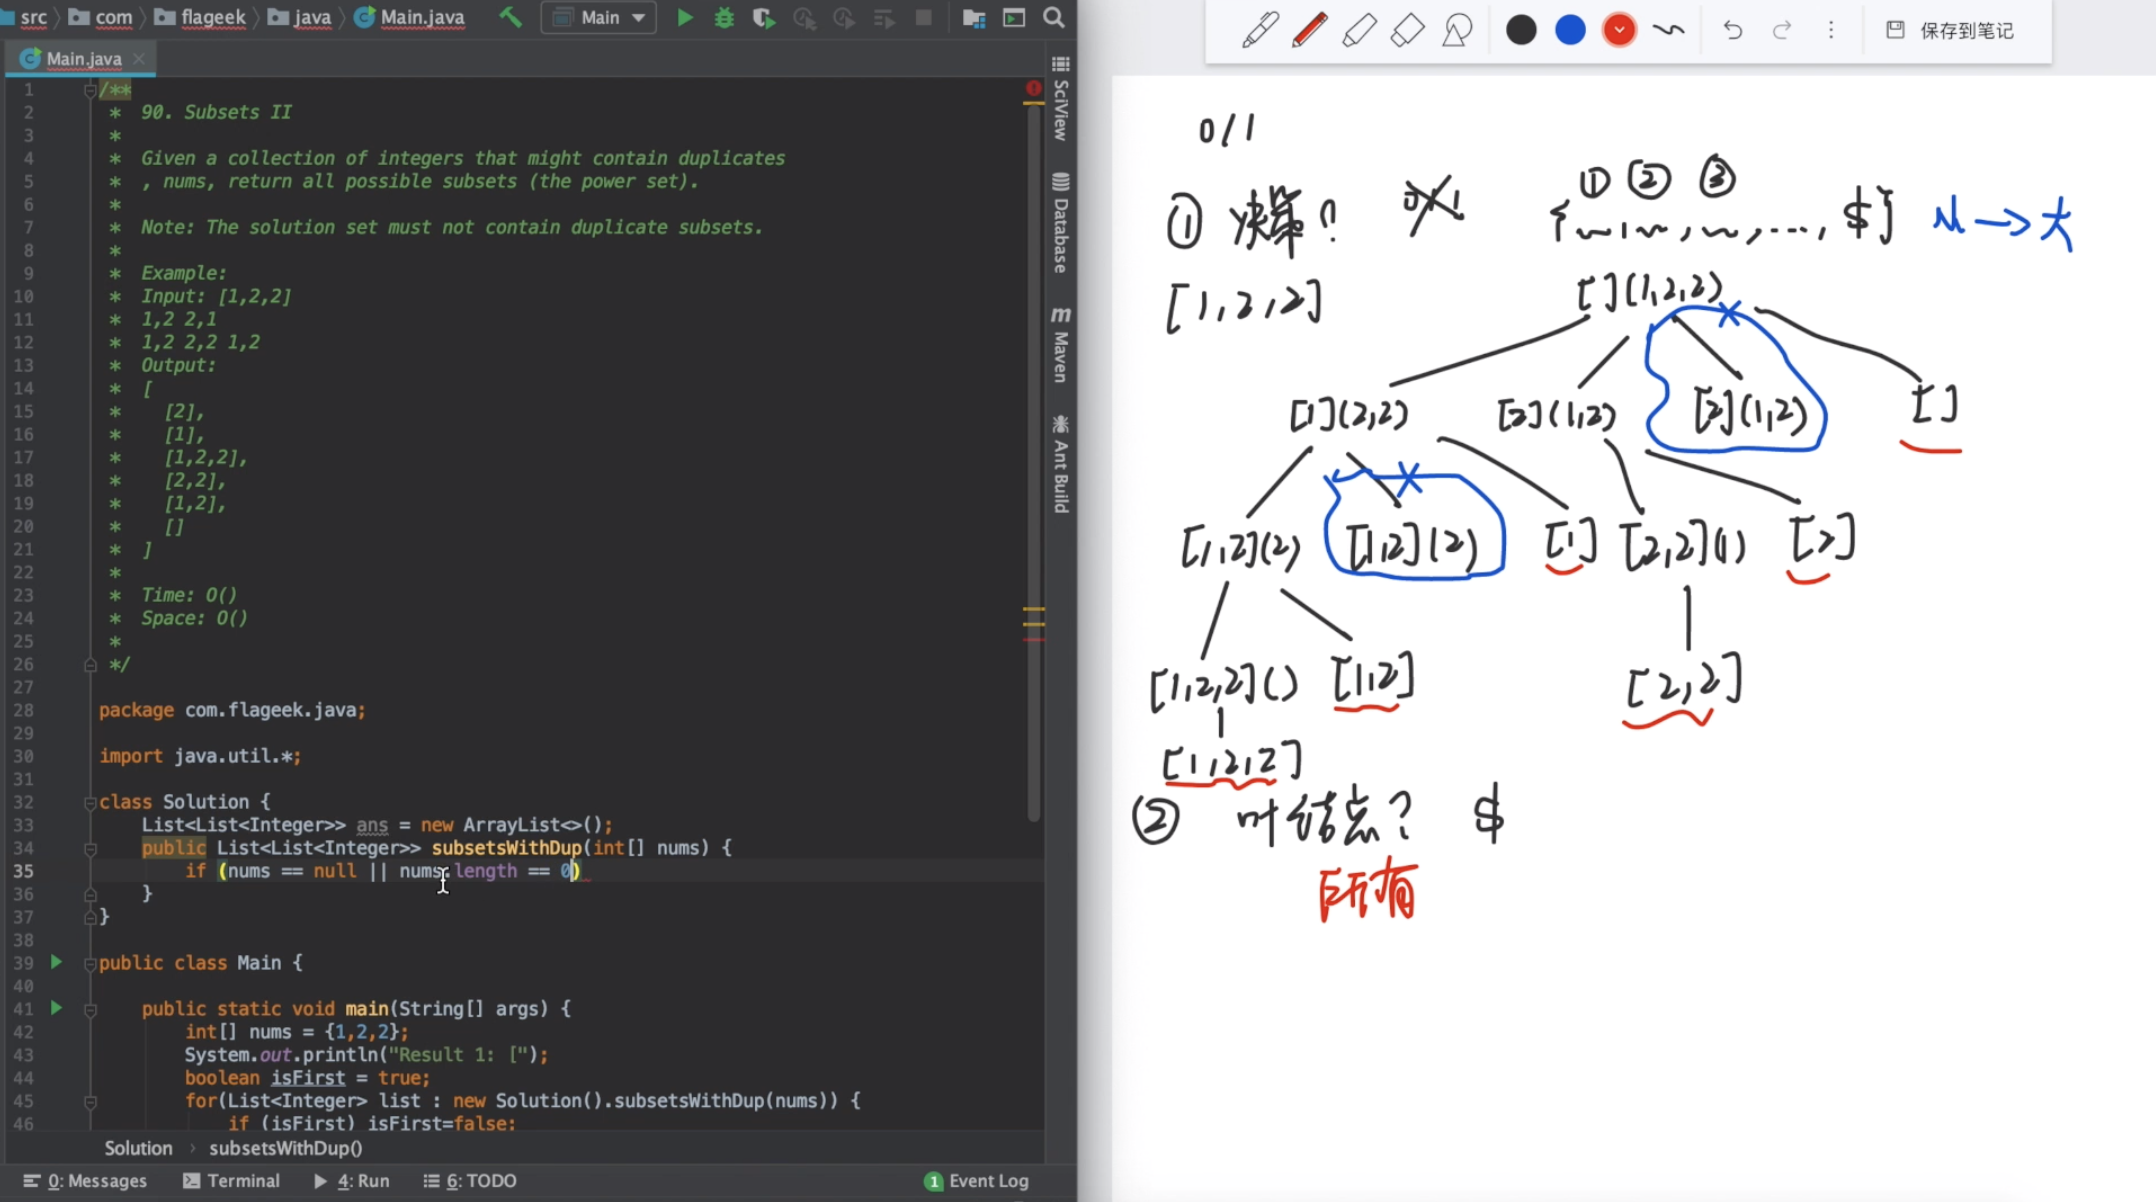 src com flageek java Main.java Main
Main.java
1 /**
2 * 90. Subsets II
3 *
4 * Given a collection of integers that might contain duplicates
5 * , nums, return all possible subsets (the power set).
6 *
7 * Note: The solution set must not contain duplicate subsets.
8 *
9 * Example:
10 * Input: [1,2,2]
11 * 1,2 2,1
12 * 1,2 2,2 1,2
13 * Output:
14 * [
15 * [2],
16 * [1],
17 * [1,2,2],
18 * [2,2],
19 * [1,2],
20 * []
21 * ]
22 *
23 * Time: O()
24 * Space: O()
25 *
26 */
27
28 package com.flageek.java;
29
30 import java.util.*;
31
32 class Solution {
33 List<List<Integer>> ans = new ArrayList<>();
34 public List<List<Integer>> subsetsWithDup(int[] nums) {
35 if (nums == null || nums.length == 0)
36 }
37 }
38
39 public class Main {
40
41 public static void main(String[] args) {
42 int[] nums = {1,2,2};
43 System.out.println("Result 1: [");
44 boolean isFirst = true;
45 for(List<Integer> list : new Solution().subsetsWithDup(nums)) {
46 if (isFirst) isFirst=false;
Solution subsetsWithDup()
0: Messages Terminal 4: Run 6: TODO 1 Event Log
SciView
Database
m Maven
Ant Build
保存到笔记
0/1
① ② ③
① 决策? 0/1 { , , , ..., $} 小→大
[1,2,2]
[](1,2,2)
[1](2,2) [2](1,2) [2](1,2) []
[1,2](2) [1,2](2) [1] [2,2](1) [2]
[1,2,2]() [1,2] [2,2]
[1,2,2]
② 叶结点? $
所有